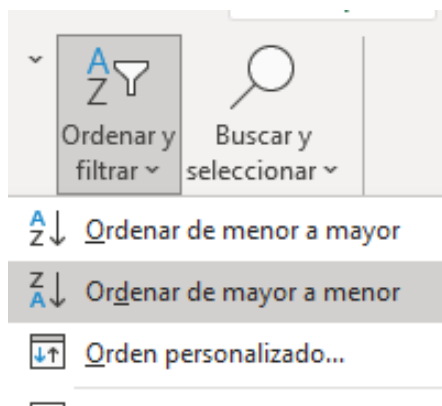 Ordenar y
filtrar
Buscar y
seleccionar
Ordenar de menor a mayor
Ordenar de mayor a menor
Orden personalizado...